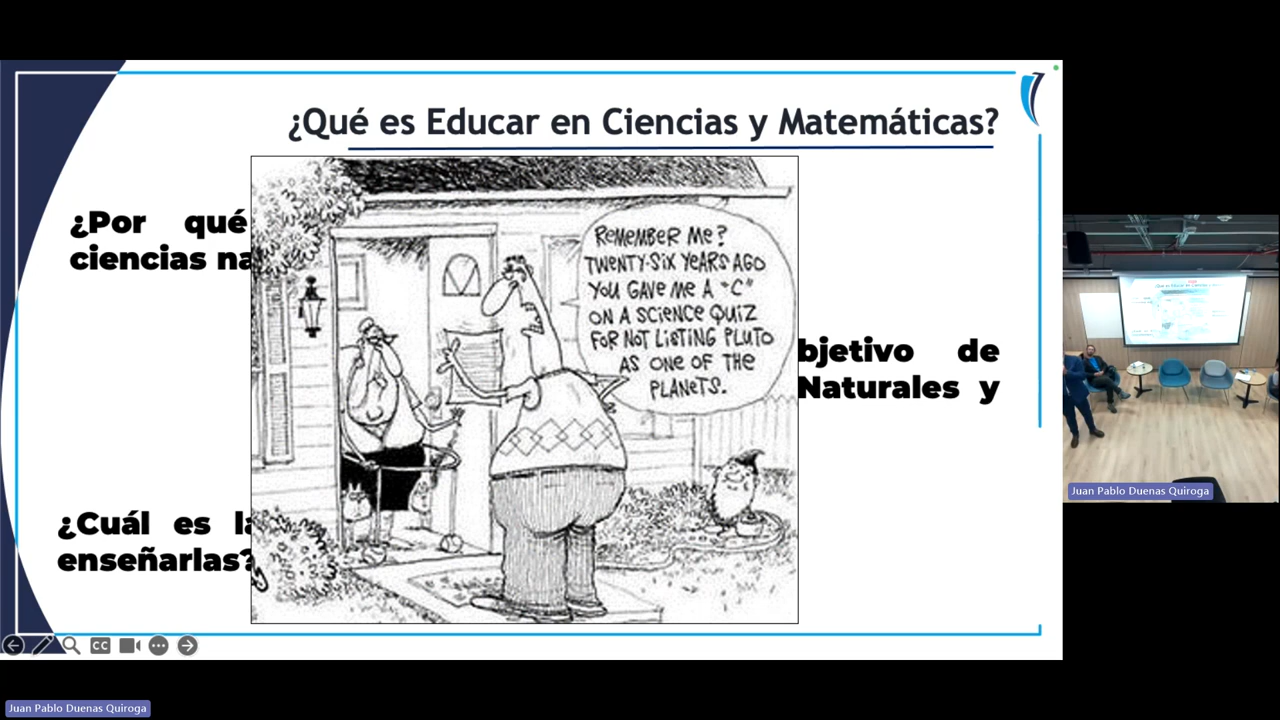 ¿Qué es Educar en Ciencias y Matemáticas?
¿Por qué
ciencias na
REMEMBER ME?
TWENTY-SIX YEARS AGO
YOU GAVE ME A "C"
ON A SCIENCE QUIZ
FOR NOT LISTING PLUTO
AS ONE OF THE
PLANETS.
bjetivo de
Naturales y
¿Cuál es la
enseñarlas?
CC
Juan Pablo Duenas Quiroga
Juan Pablo Duenas Quiroga